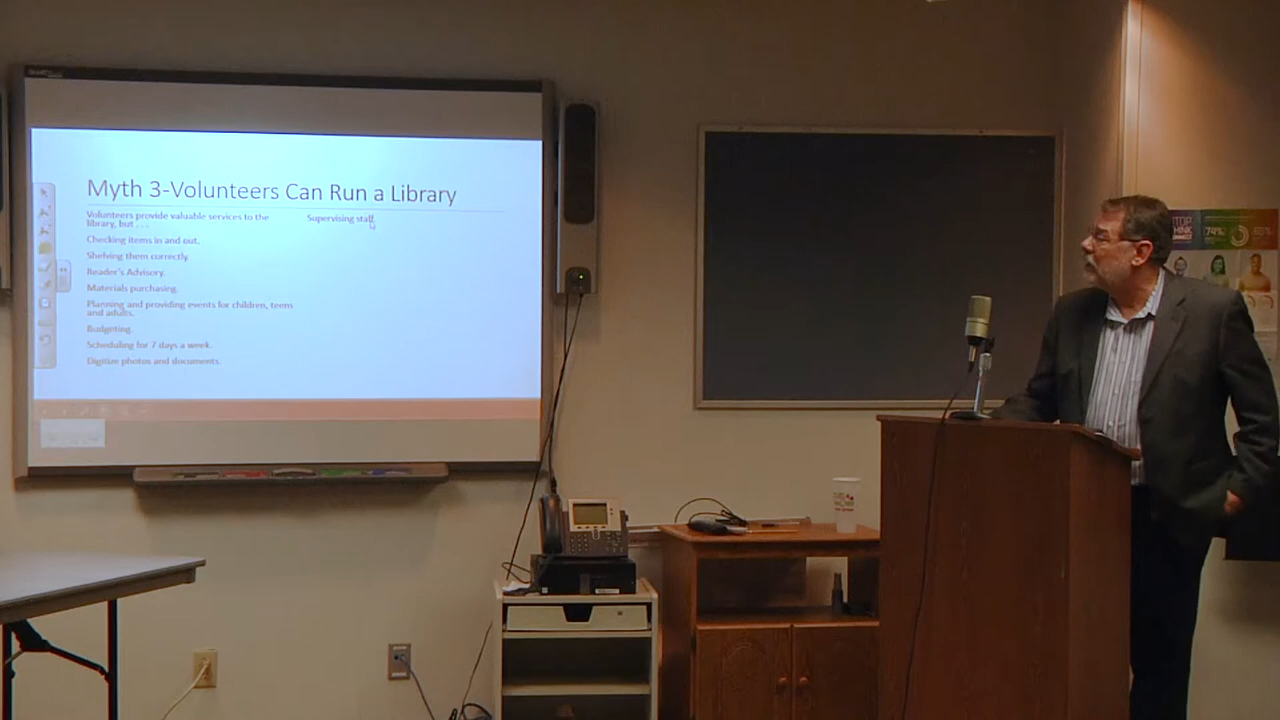 Myth 3-Volunteers Can Run a Library
Volunteers provide valuable services to the
library, but . . .
Checking items in and out.
Shelving them correctly.
Reader's Advisory.
Materials purchasing.
Planning and providing events for children, teens
and adults.
Budgeting.
Scheduling for 7 days a week.
Digitize photos and documents.
Supervising staff.
74%